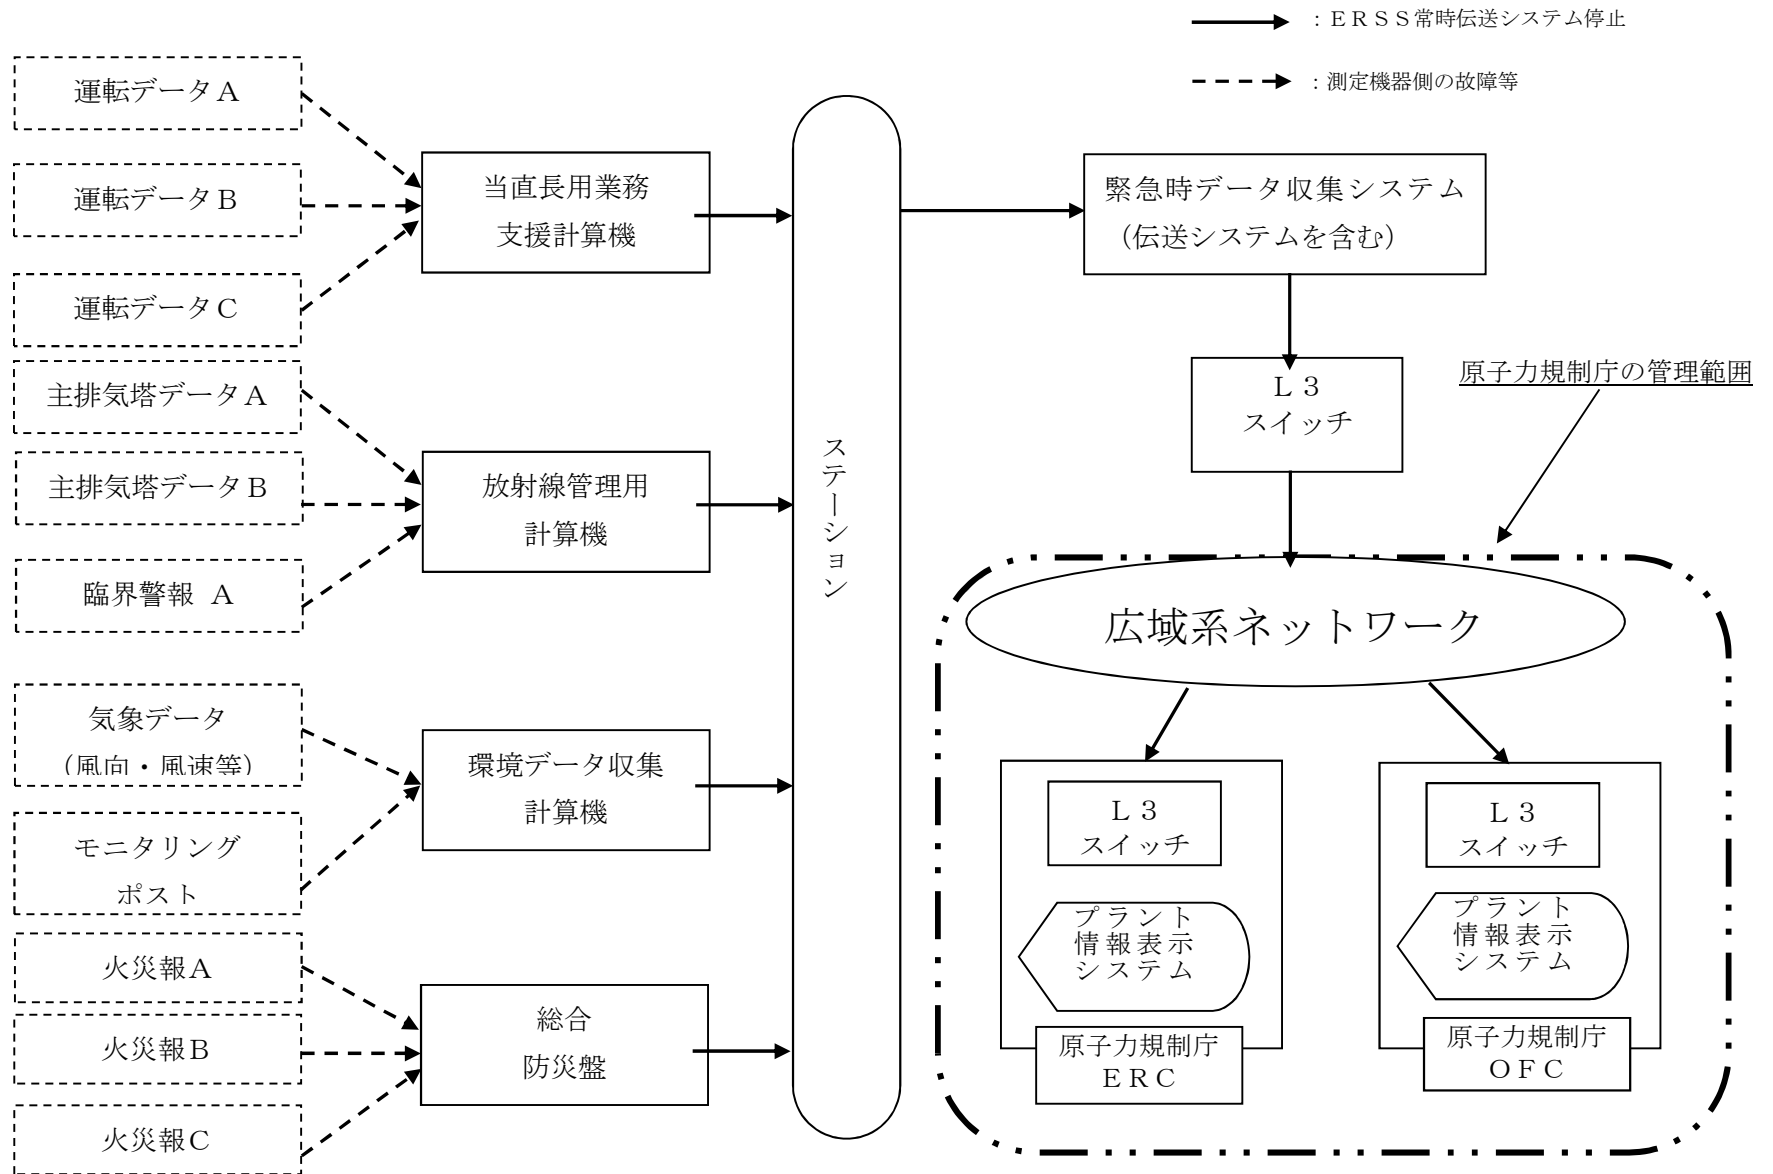 ：ＥＲＳＳ常時伝送システム停止
：測定機器側の故障等
運転データＡ
運転データＢ
運転データＣ
主排気塔データＡ
主排気塔データＢ
臨界警報 Ａ
気象データ
（風向・風速等）
モニタリング
ポスト
火災報Ａ
火災報Ｂ
火災報Ｃ
当直長用業務
支援計算機
放射線管理用
計算機
環境データ収集
計算機
総合
防災盤
ステーション
緊急時データ収集システム
（伝送システムを含む）
Ｌ３
スイッチ
原子力規制庁の管理範囲
広域系ネットワーク
Ｌ３
スイッチ
プラント
情報表示
システム
原子力規制庁
ＥＲＣ
Ｌ３
スイッチ
プラント
情報表示
システム
原子力規制庁
ＯＦＣ